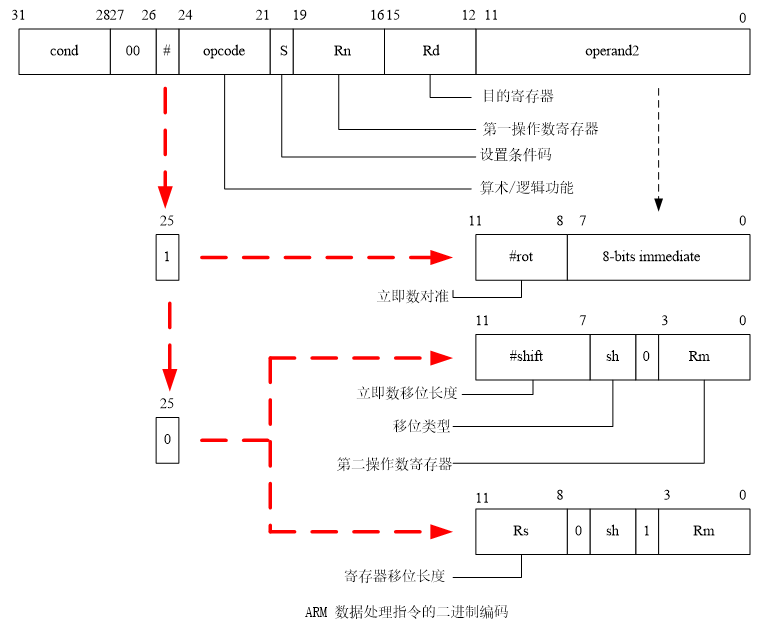 31 2827 26 24 21 19 1615 12 11 0
cond 00 # opcode S Rn Rd operand2
目的寄存器
第一操作数寄存器
设置条件码
算术/逻辑功能
25 11 8 7 0
1 #rot 8-bits immediate
立即数对准
11 7 3 0
#shift sh 0 Rm
立即数移位长度
25
移位类型
0
第二操作数寄存器
11 8 3 0
Rs 0 sh 1 Rm
寄存器移位长度
ARM 数据处理指令的二进制编码